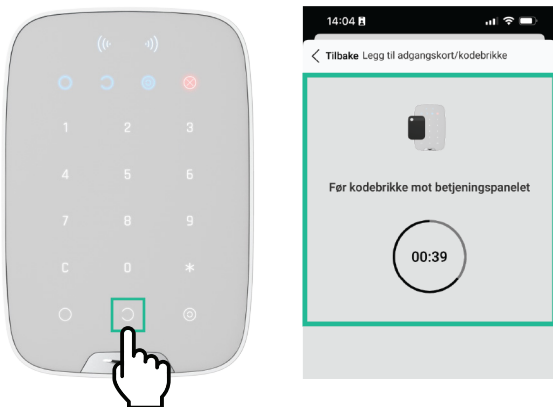 1 2 3
4 5 6
7 8 9
C 0 *
14:04
Tilbake Legg til adgangskort/kodebrikke
Før kodebrikke mot betjeningspanelet
00:39